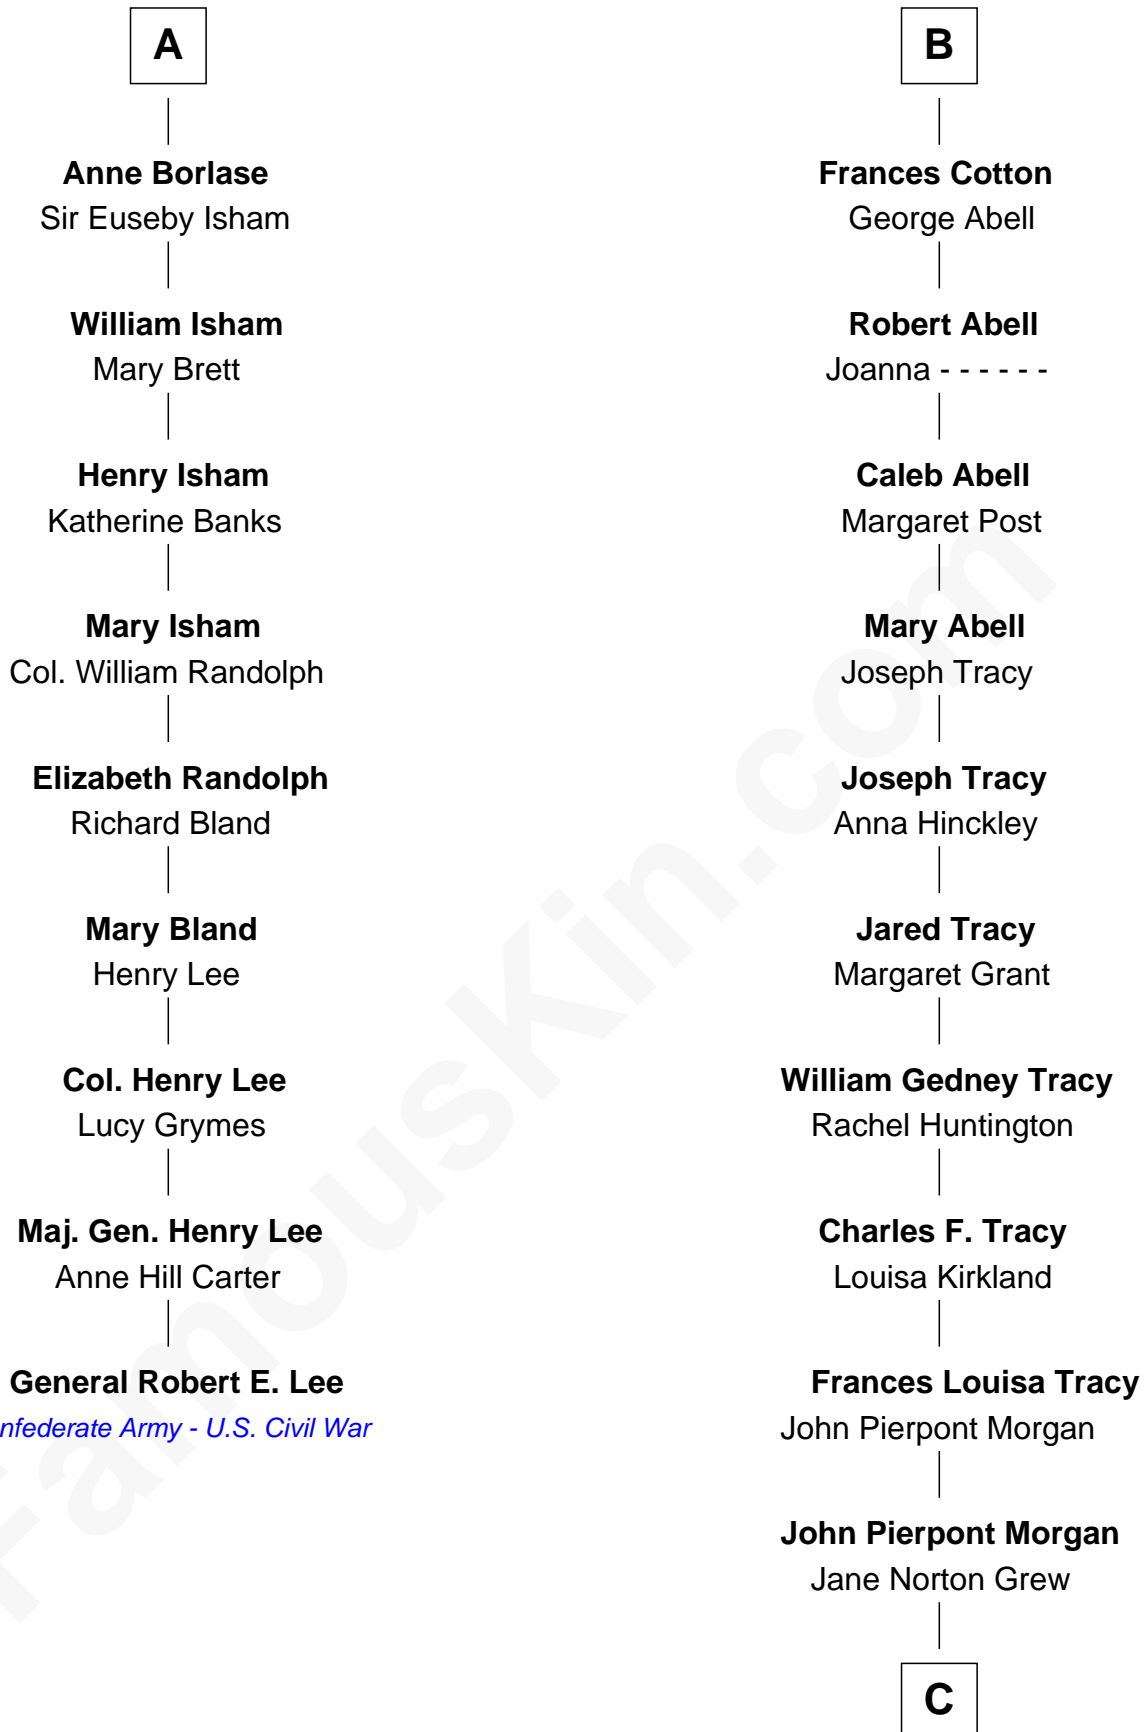 A
Anne Borlase
Sir Euseby Isham
William Isham
Mary Brett
Henry Isham
Katherine Banks
Mary Isham
Col. William Randolph
Elizabeth Randolph
Richard Bland
Mary Bland
Henry Lee
Col. Henry Lee
Lucy Grymes
Maj. Gen. Henry Lee
Anne Hill Carter
General Robert E. Lee
nfederate Army - U.S. Civil War
B
Frances Cotton
George Abell
Robert Abell
Joanna - - - - - -
Caleb Abell
Margaret Post
Mary Abell
Joseph Tracy
Joseph Tracy
Anna Hinckley
Jared Tracy
Margaret Grant
William Gedney Tracy
Rachel Huntington
Charles F. Tracy
Louisa Kirkland
Frances Louisa Tracy
John Pierpont Morgan
John Pierpont Morgan
Jane Norton Grew
C
FamousKin.com